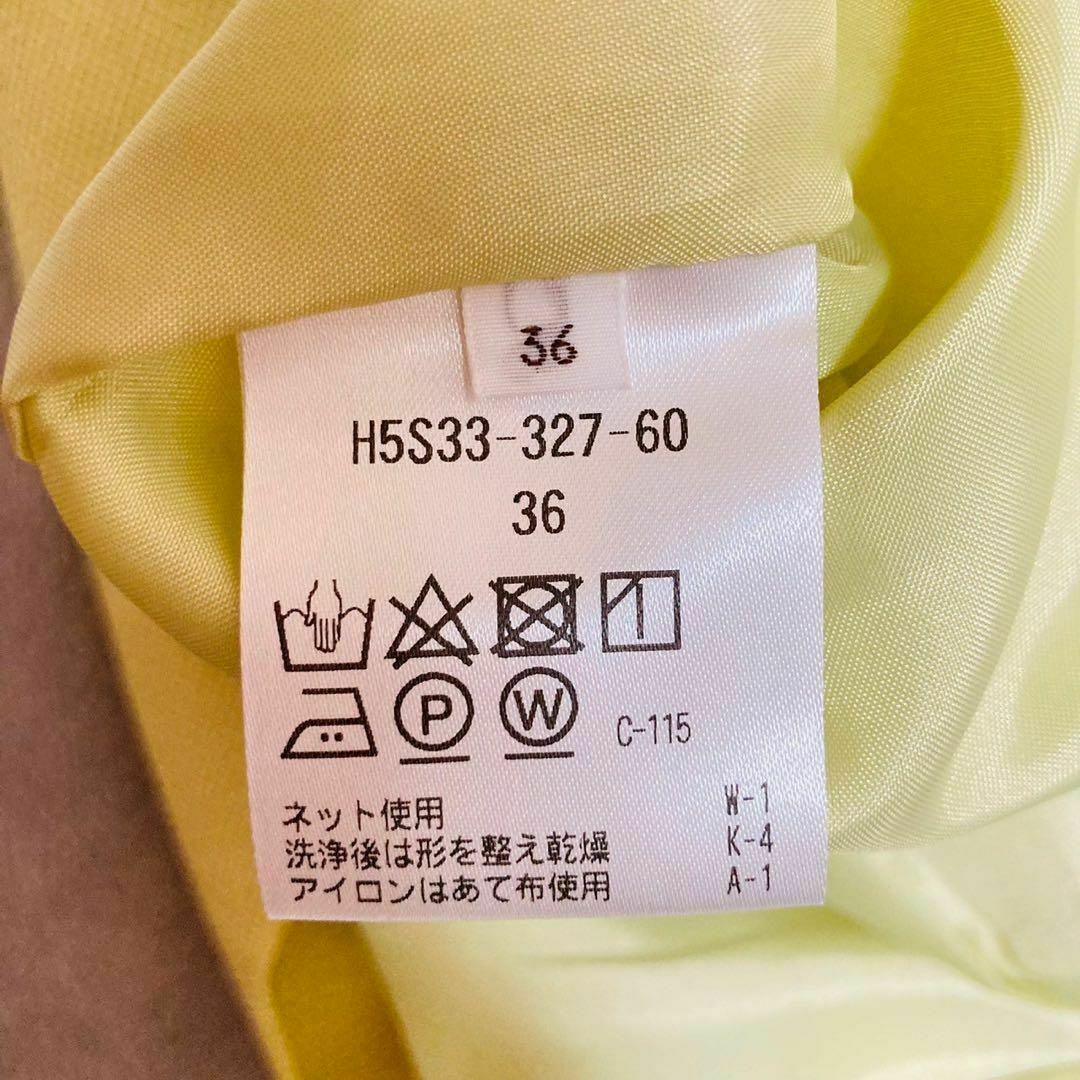 36
H5S33-327-60
36
P W C-115
ネット使用 W-1
洗浄後は形を整え乾燥 K-4
アイロンはあて布使用 A-1